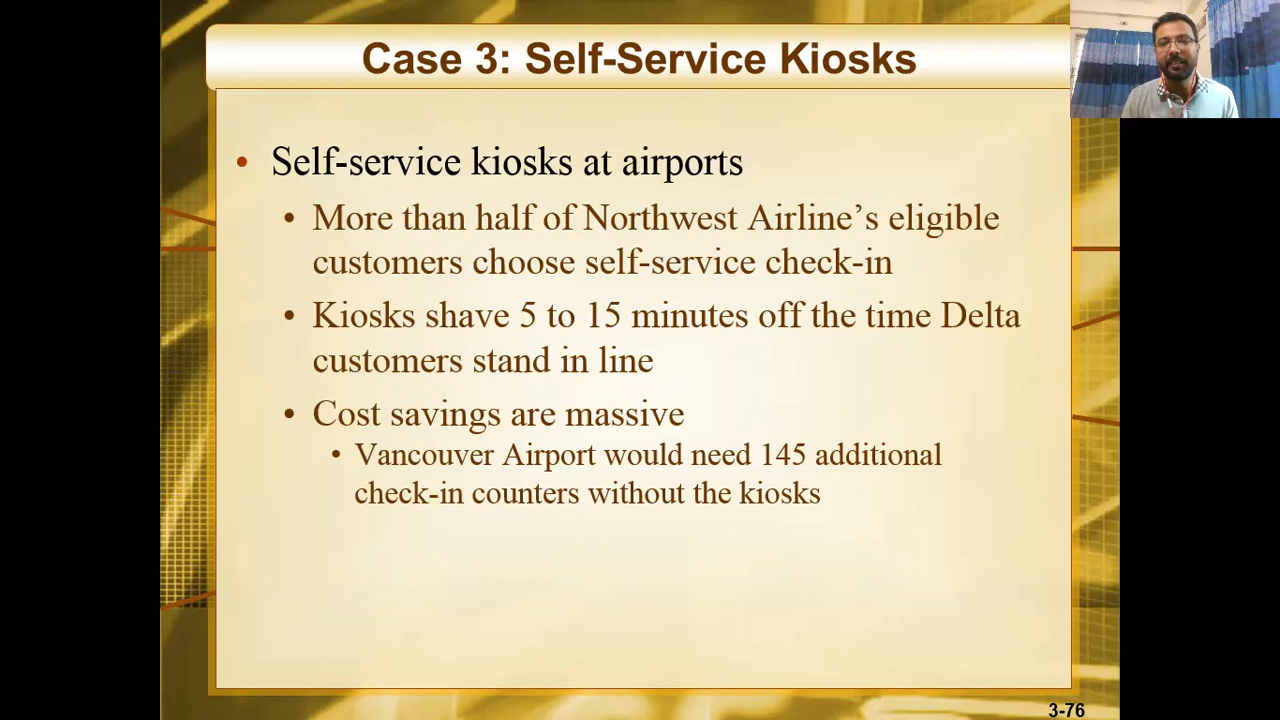 Case 3: Self-Service Kiosks
• Self-service kiosks at airports
• More than half of Northwest Airline’s eligible
customers choose self-service check-in
• Kiosks shave 5 to 15 minutes off the time Delta
customers stand in line
• Cost savings are massive
• Vancouver Airport would need 145 additional
check-in counters without the kiosks
3-76